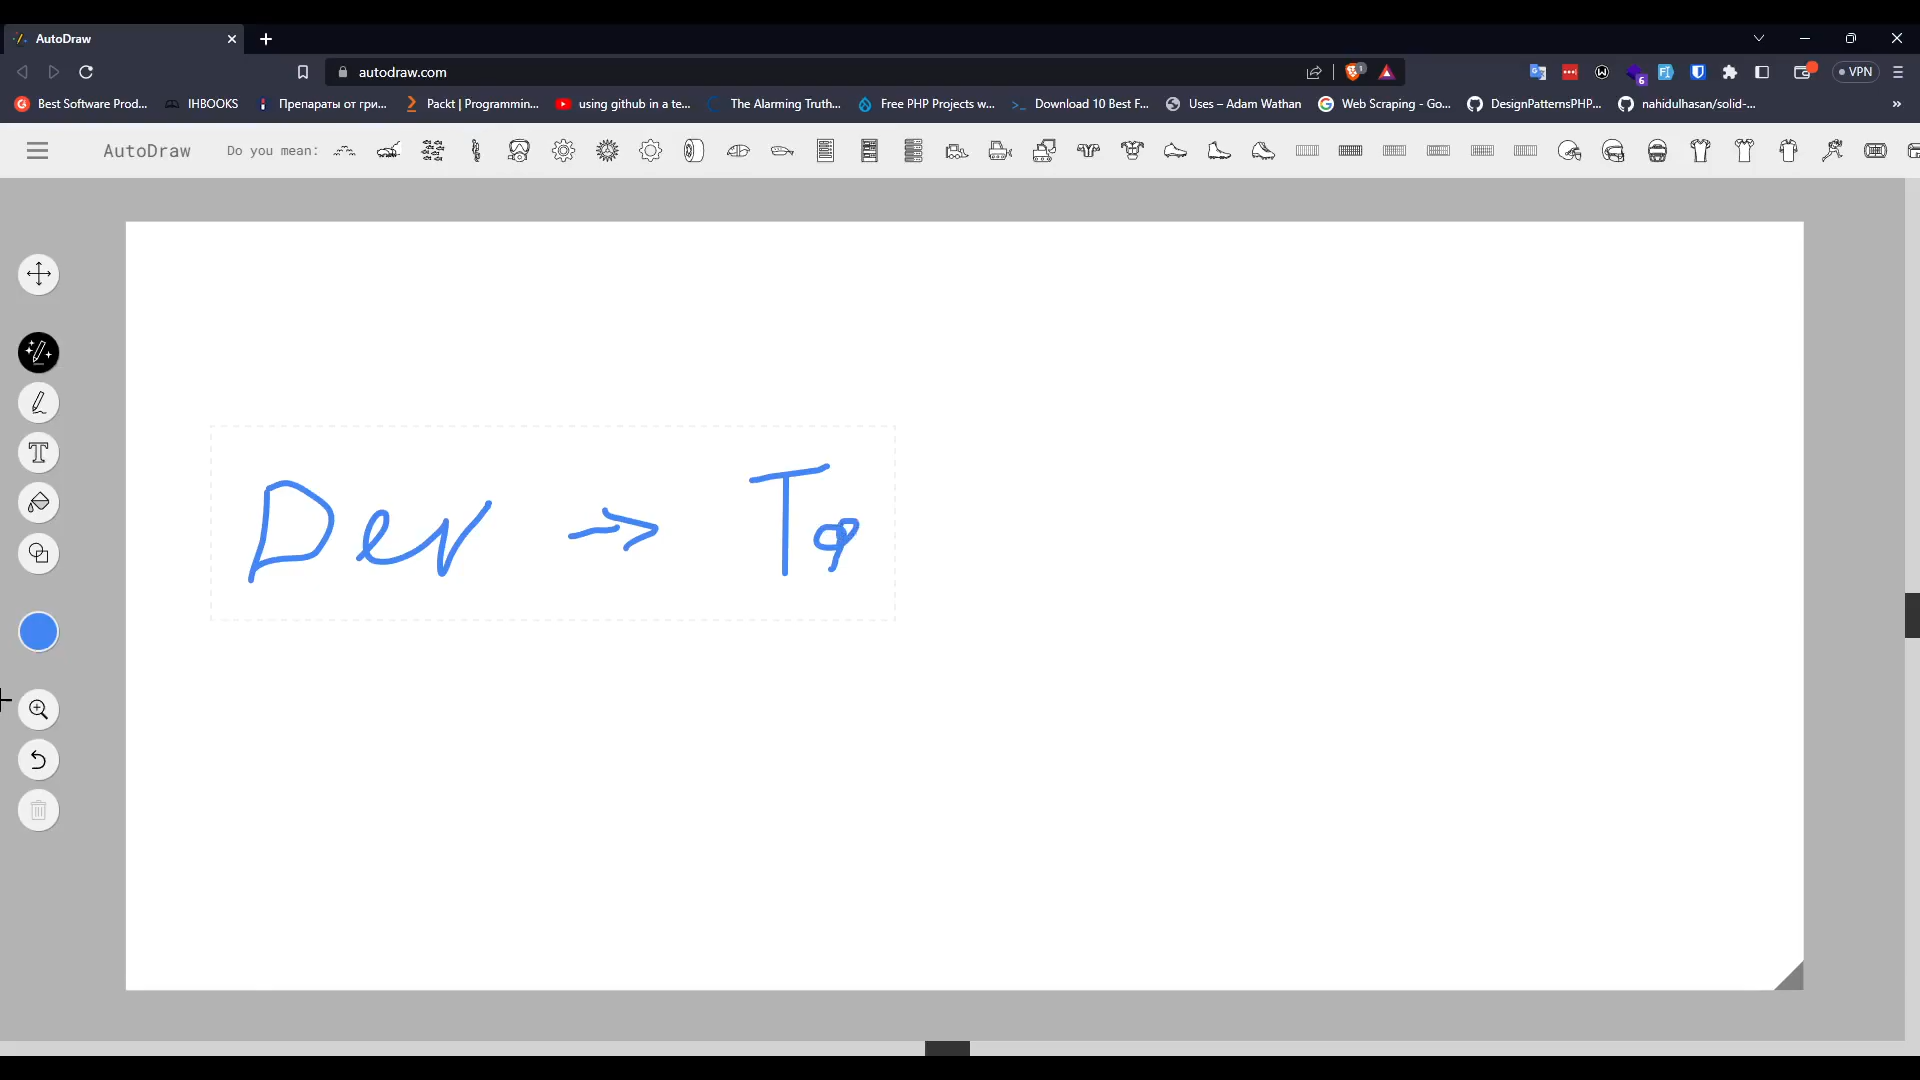 AutoDraw
autodraw.com
VPN
Best Software Prod... IHBOOKS Препараты от гри... Packt | Programmin... using github in a te... The Alarming Truth... Free PHP Projects w... Download 10 Best F... Uses – Adam Wathan Web Scraping - Go... DesignPatternsPHP... nahidulhasan/solid-...
AutoDraw Do you mean:
Dev → To